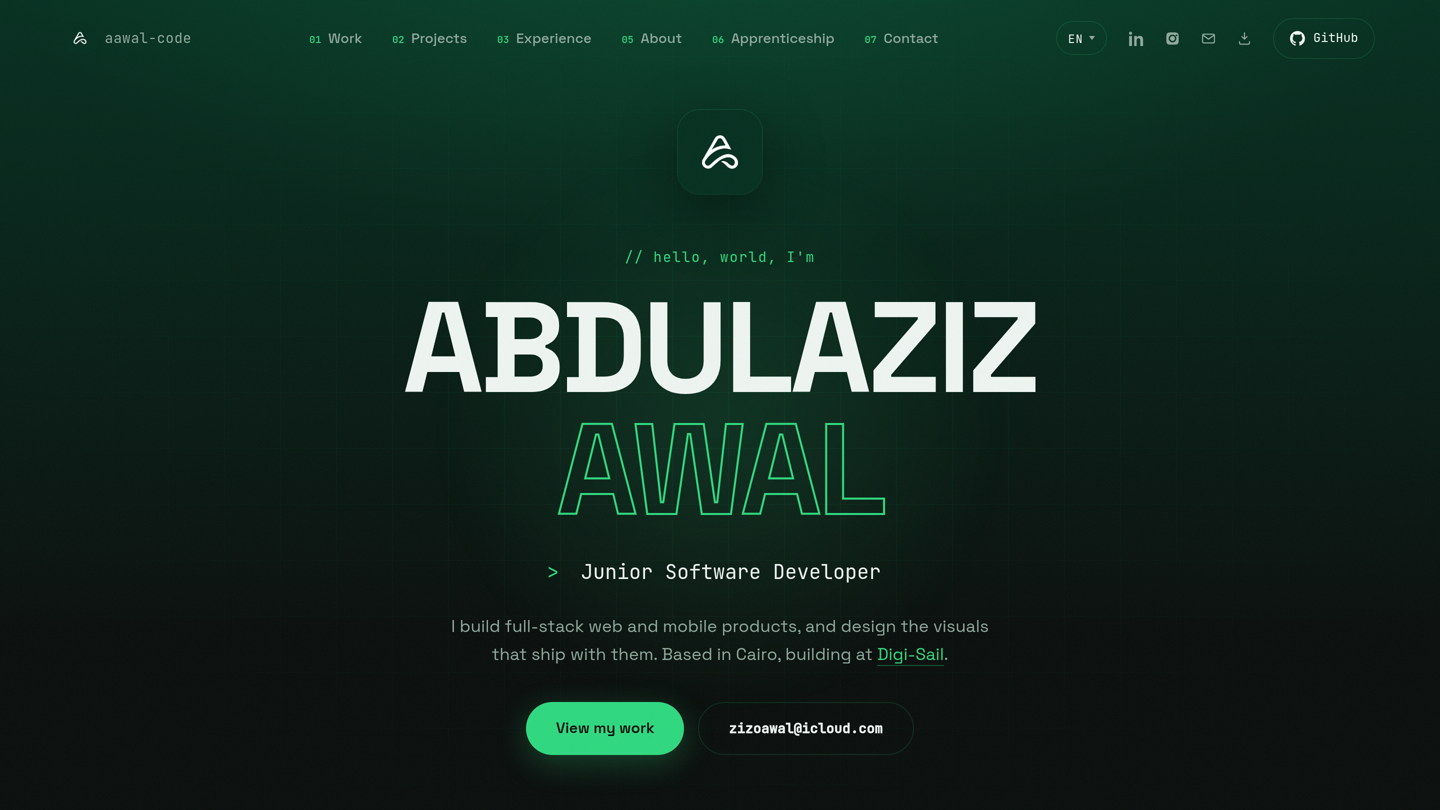 aawal-code
01 Work
02 Projects
03 Experience
05 About
06 Apprenticeship
07 Contact
EN
GitHub
// hello, world, I'm
ABDULAZIZ
AWAL
> Junior Software Developer
I build full-stack web and mobile products, and design the visuals
that ship with them. Based in Cairo, building at Digi-Sail.
View my work
zizoawal@icloud.com